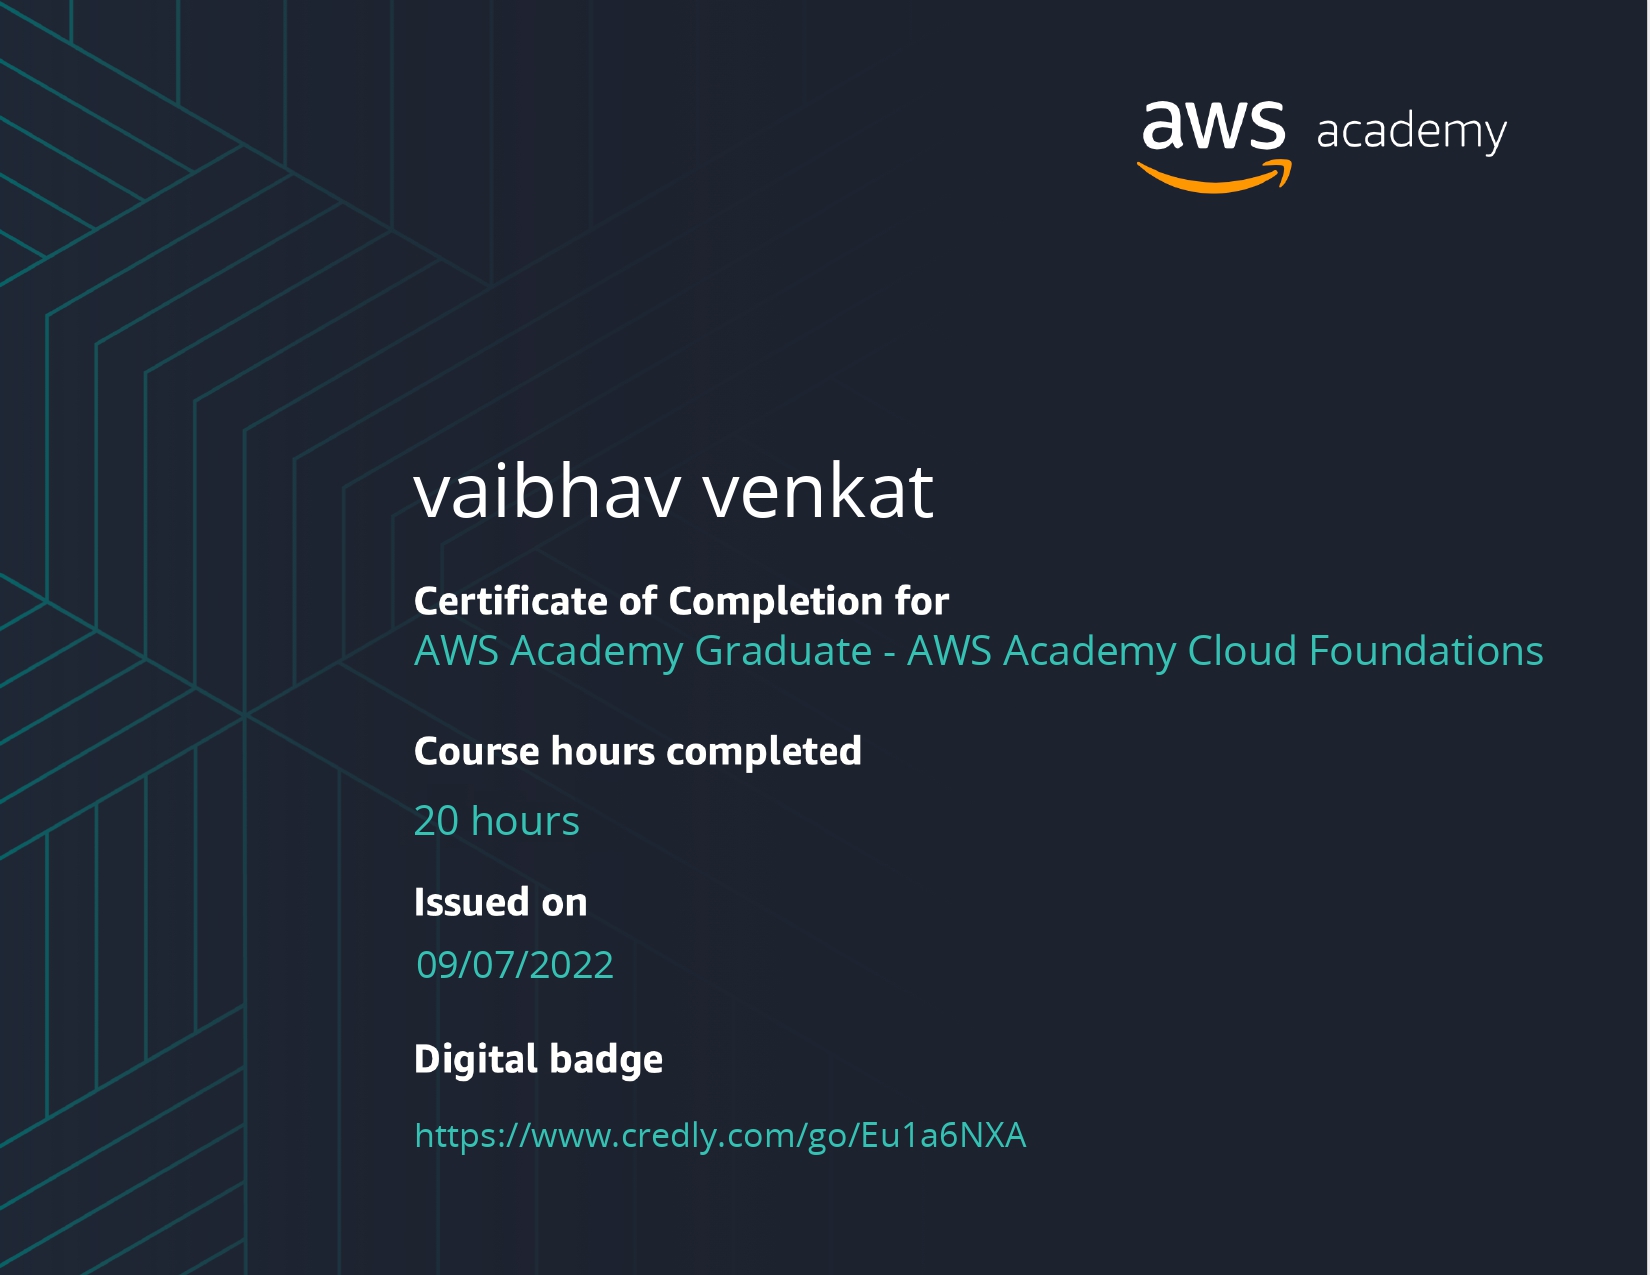 aws academy
vaibhav venkat
Certificate of Completion for
AWS Academy Graduate - AWS Academy Cloud Foundations
Course hours completed
20 hours
Issued on
09/07/2022
Digital badge
https://www.credly.com/go/Eu1a6NXA